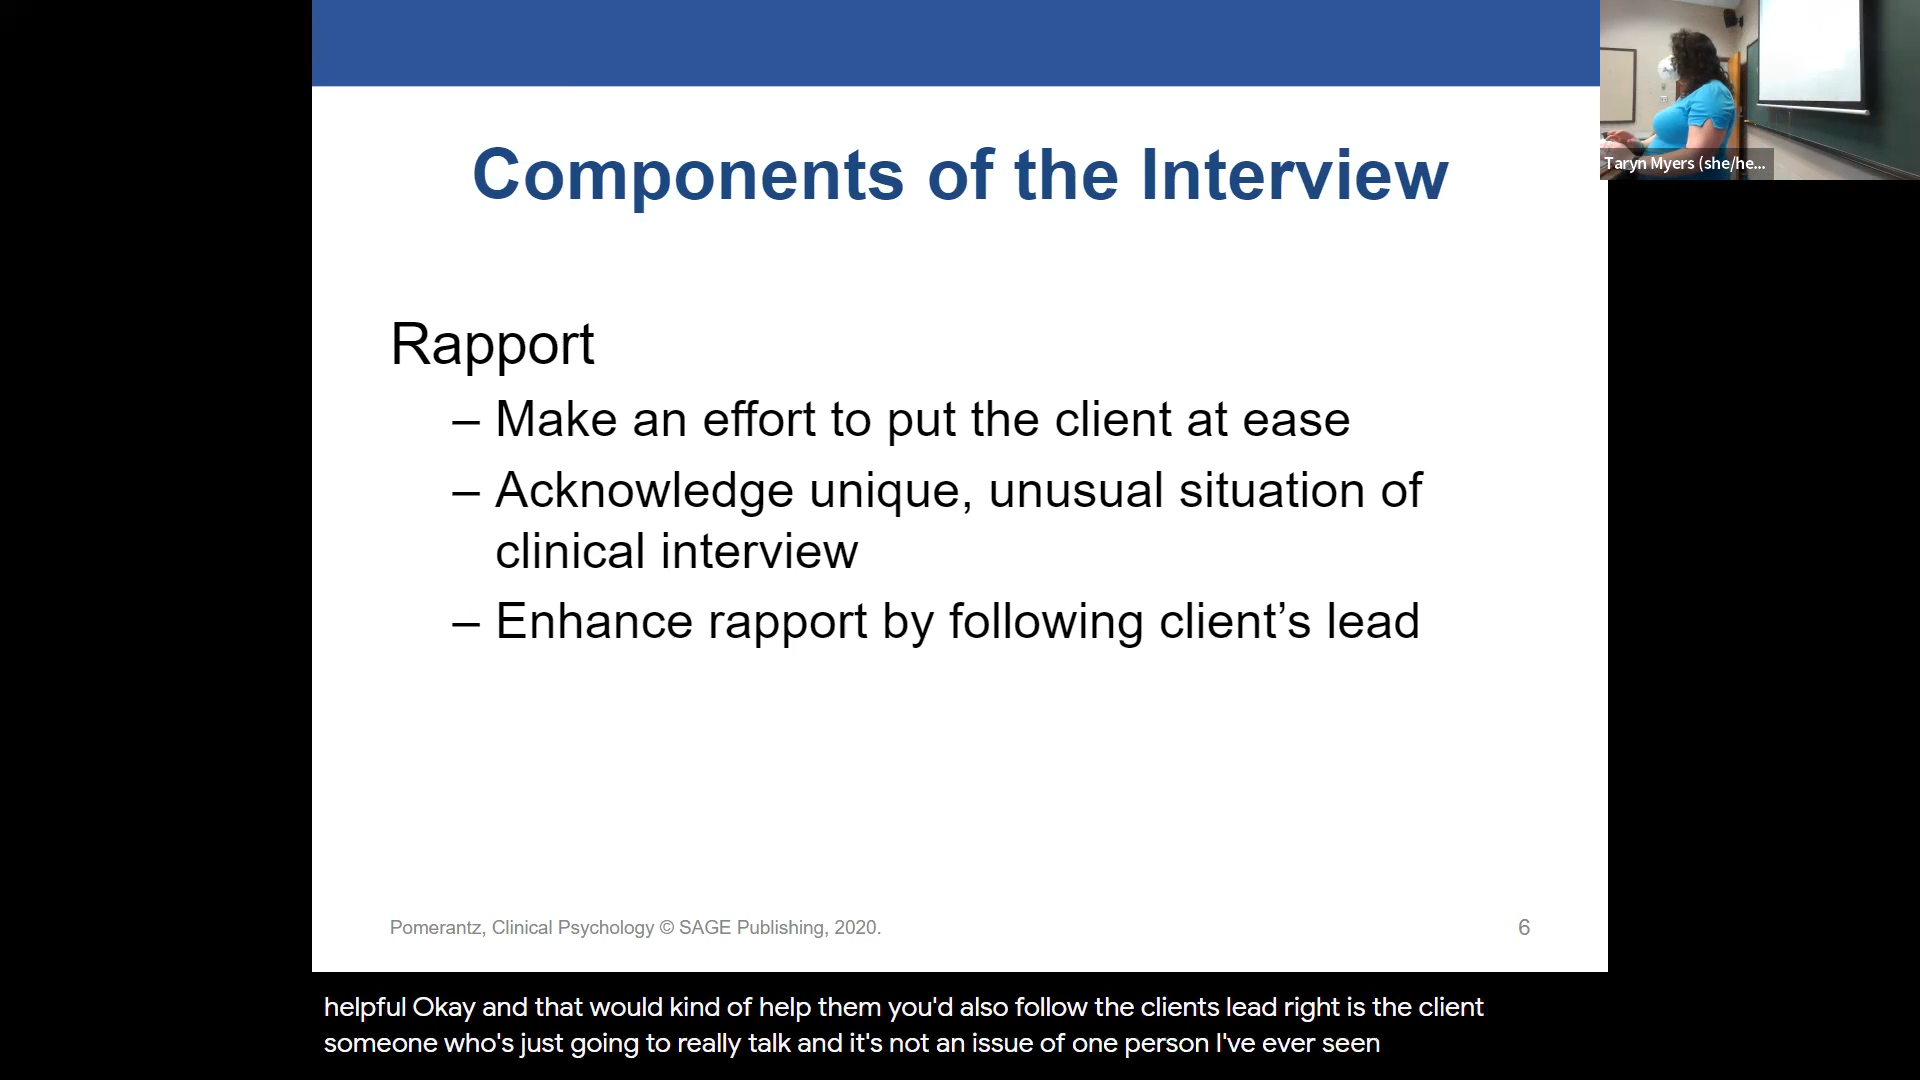 Components of the Interview
Rapport
– Make an effort to put the client at ease
– Acknowledge unique, unusual situation of
clinical interview
– Enhance rapport by following client’s lead
Pomerantz, Clinical Psychology © SAGE Publishing, 2020.
6
Taryn Myers (she/he...
helpful Okay and that would kind of help them you'd also follow the clients lead right is the client
someone who's just going to really talk and it's not an issue of one person I've ever seen